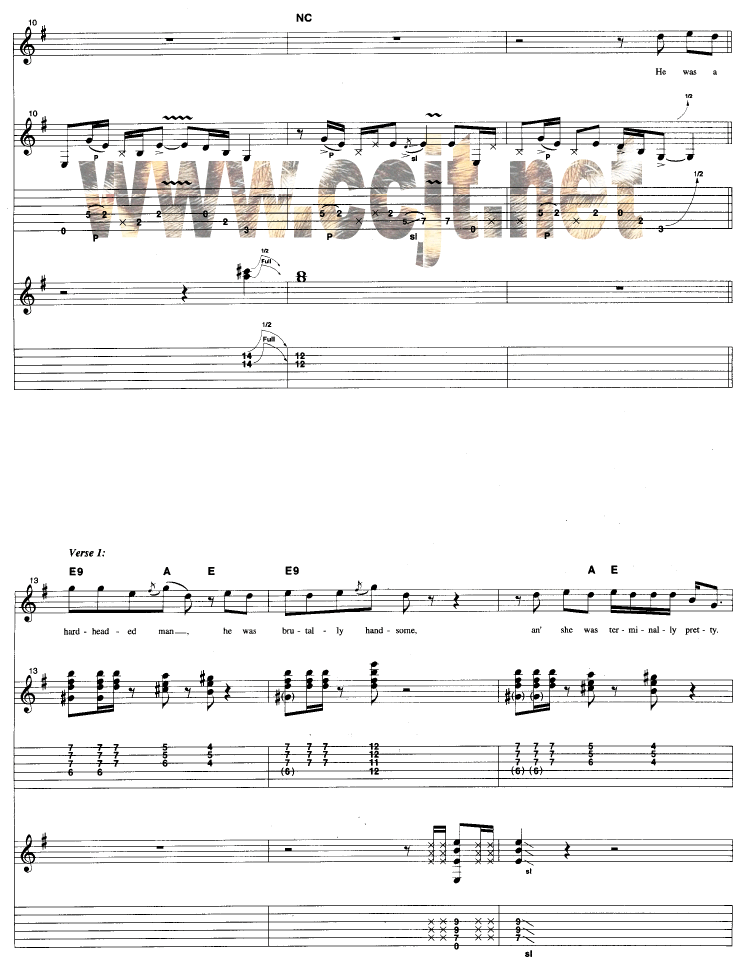 10
NC
He was a
10
1/2
P
P
sl
P
www.ccjt.net
1/2
5 2 2 0 5 2 2 7 5 2 0
× 2 2 × × 5 7 × × × 2 2
0 3 0 3
P
P
sl
P
1/2
Full
1/2
Full
14 12
14 12
Verse 1:
E9 A E E9 A E
13
hard - head - ed man, he was bru - tal - ly hand - some, an' she was ter - mi - nal - ly pret - ty.
13
7 7 7 5 4 7 7 7 12 7 7 7 5 4
7 7 7 5 5 7 7 7 12 7 7 7 5 5
7 7 7 6 4 7 7 7 11 7 7 7 6 4
6 6 (6) 12 (6) (6)
sl
× × 9 × × 9
× × 9 × × 9
× × 7 × × 7
0
sl